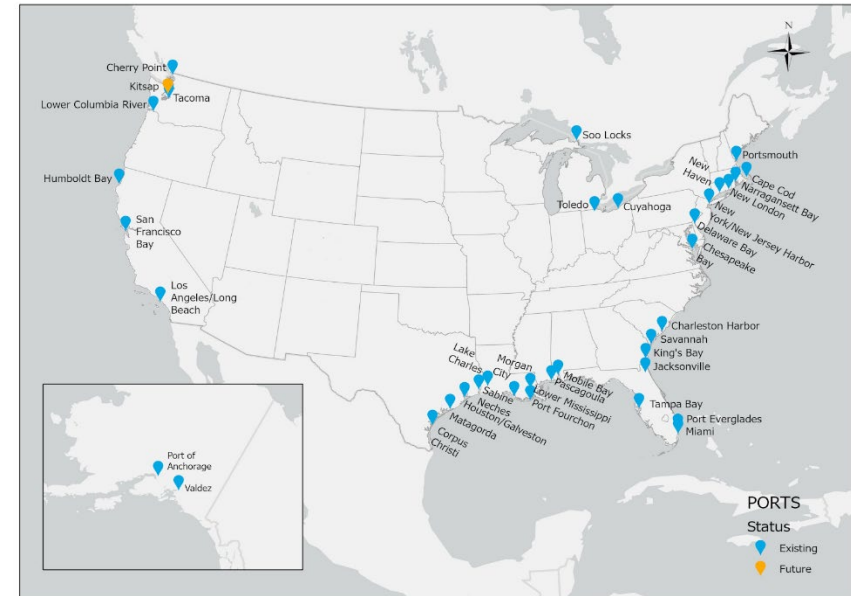 N
Cherry Point
Kitsap
Tacoma
Lower Columbia River
Humboldt Bay
San
Francisco
Bay
Los
Angeles/Long
Beach
Soo Locks
Toledo
Cuyahoga
Portsmouth
Cape Cod
Narragansett Bay
New London
New
Haven
New
York/New Jersey Harbor
Delaware Bay
Chesapeake
Bay
Charleston Harbor
Savannah
King's Bay
Jacksonville
Tampa Bay
Port Everglades
Miami
Mobile Bay
Pascagoula
Lower Mississippi
Port Fourchon
Morgan
City
Lake
Charles
Sabine
Neches
Houston/Galveston
Matagorda
Corpus
Christi
Port of
Anchorage
Valdez
PORTS
Status
Existing
Future